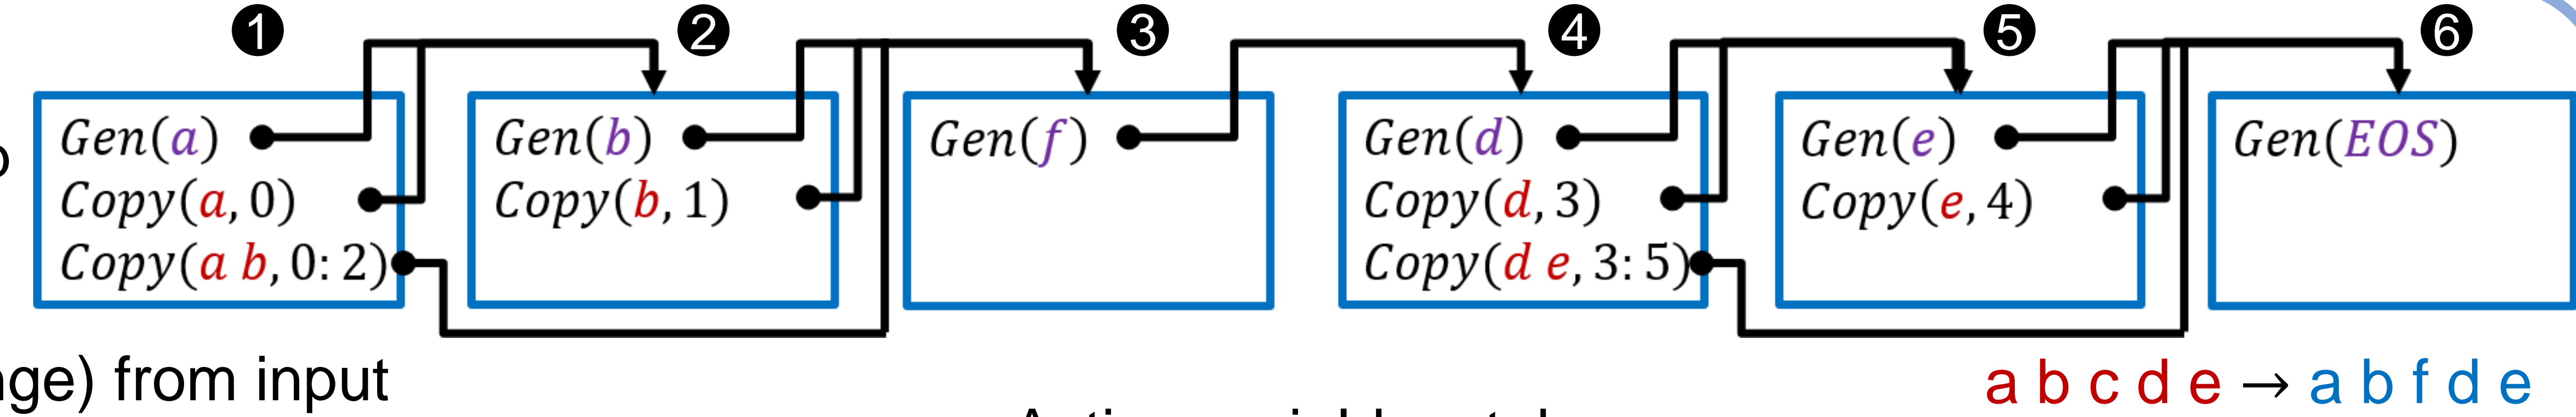 ❶ ❷ ❸ ❹ ❺ ❻
Gen(a)
Copy(a, 0)
Copy(a b, 0: 2)
Gen(b)
Copy(b, 1)
Gen(f)
Gen(d)
Copy(d, 3)
Copy(d e, 3: 5)
Gen(e)
Copy(e, 4)
Gen(EOS)
from input
a b c d e → a b f d e